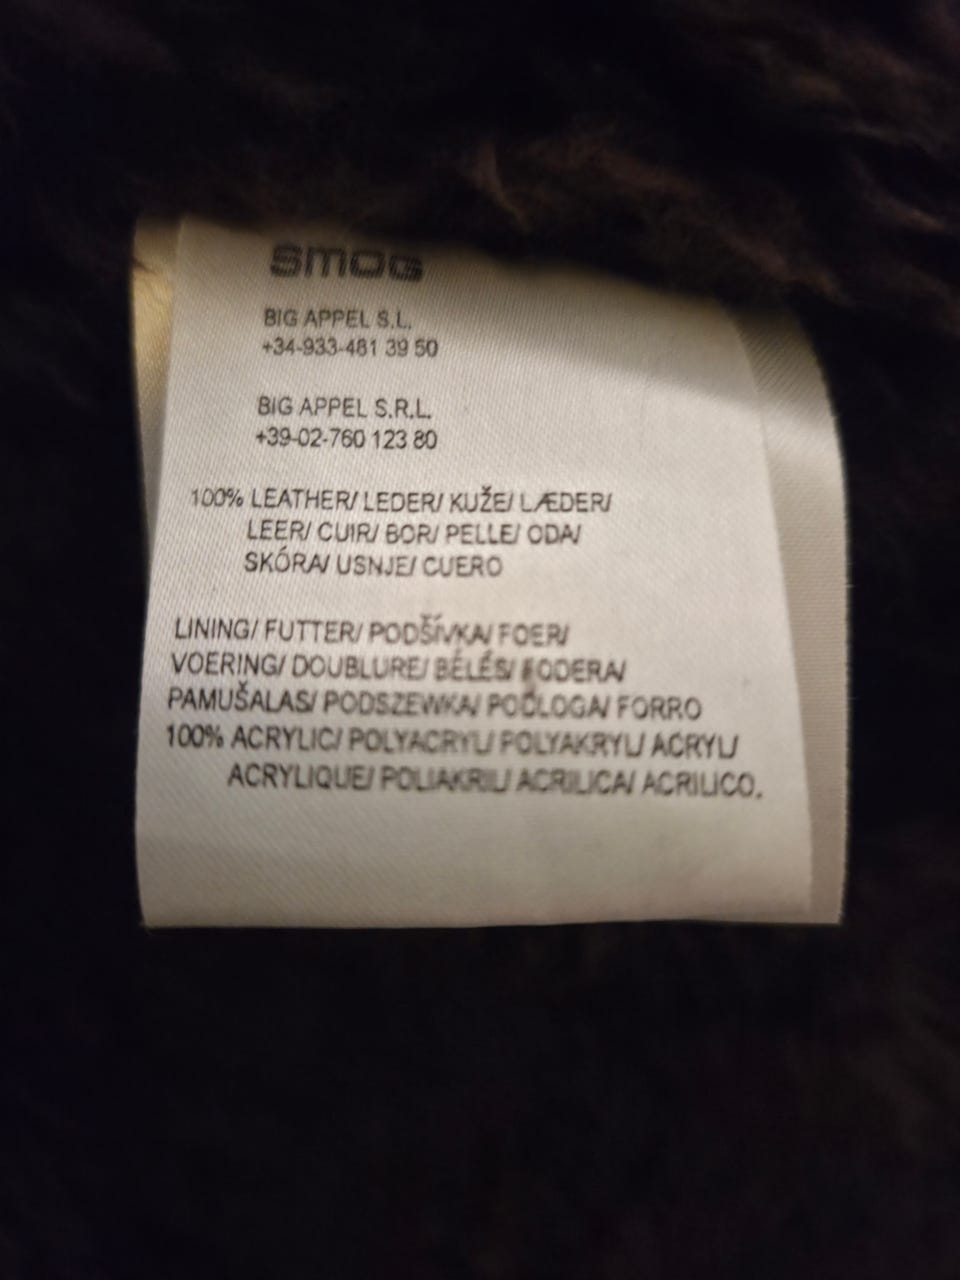 SMOG
BIG APPEL S.L.
+34-933-481 39 50
BIG APPEL S.R.L.
+39-02-760 123 80
100% LEATHER/ LEDER/ KUŽE/ LÆDER/
LEER/ CUIR/ BOR/ PELLE/ ODA/
SKÓRA/ USNJE/ CUERO
LINING/ FUTTER/ PODŠÍVKA/ FOER/
VOERING/ DOUBLURE/ BÉLÉS/ FODERA/
PAMUŠALAS/ PODSZEWKA/ PODLOGA/ FORRO
100% ACRYLIC/ POLYACRYL/ POLYAKRYL/ ACRYL/
ACRYLIQUE/ POLIAKRIL/ ACRILICA/ ACRILICO.